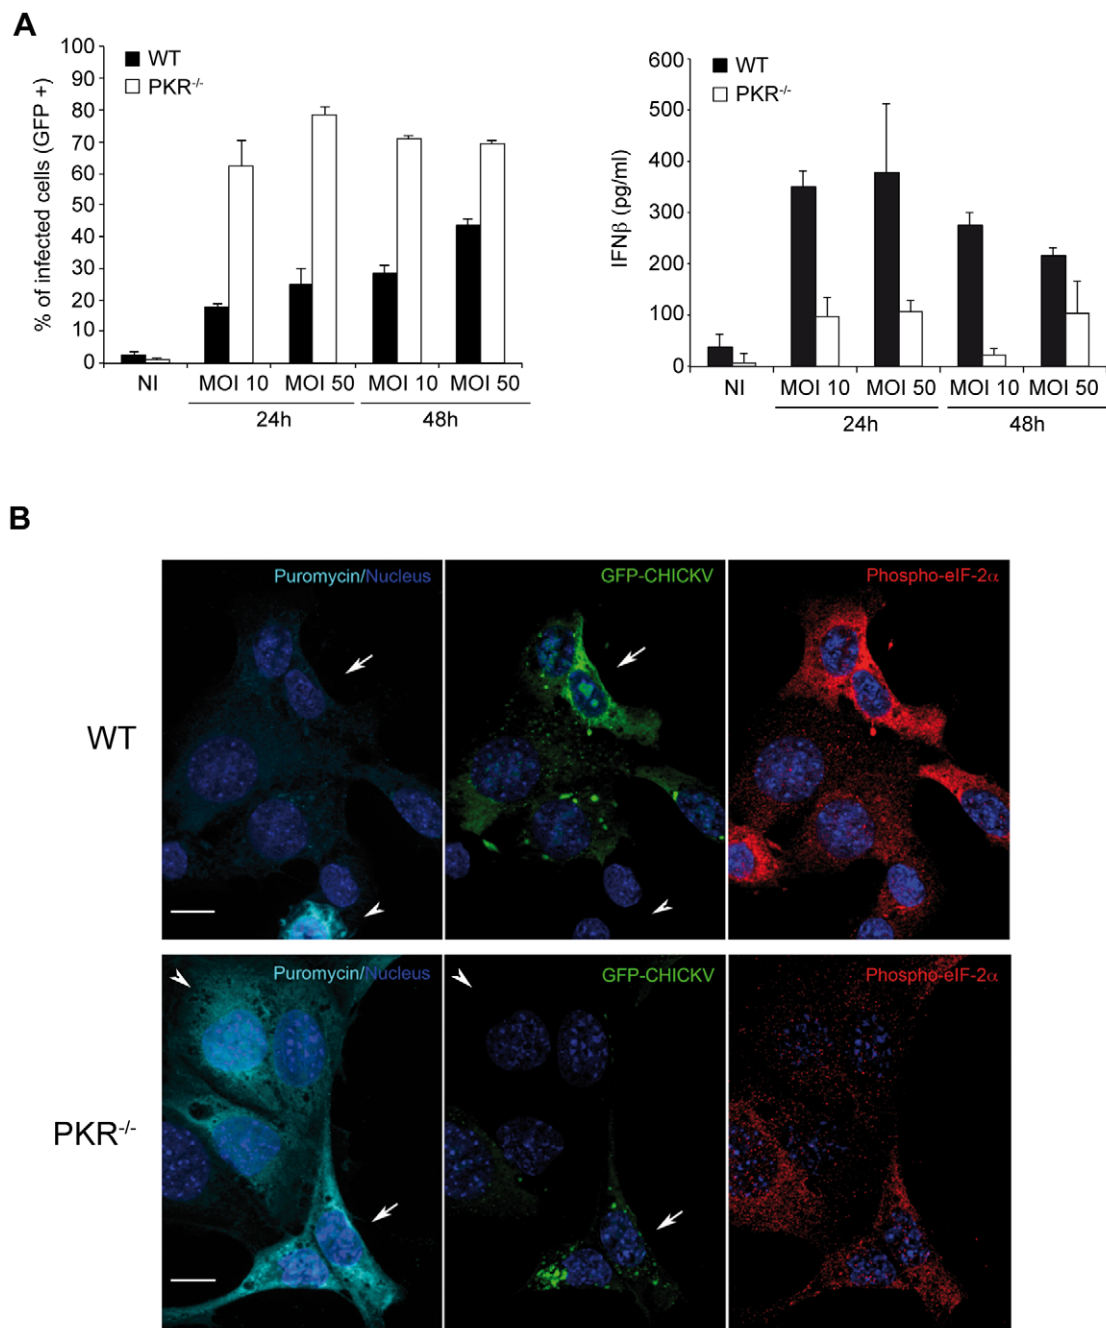 A
% of infected cells (GFP +)
100
90
80
70
60
50
40
30
20
10
0
WT
PKR-/-
NI
MOI 10
MOI 50
MOI 10
MOI 50
24h
48h
IFNβ (pg/ml)
600
500
400
300
200
100
0
WT
PKR-/-
NI
MOI 10
MOI 50
MOI 10
MOI 50
24h
48h
B
WT
Puromycin/Nucleus
GFP-CHICKV
Phospho-eIF-2α
PKR-/-
Puromycin/Nucleus
GFP-CHICKV
Phospho-eIF-2α